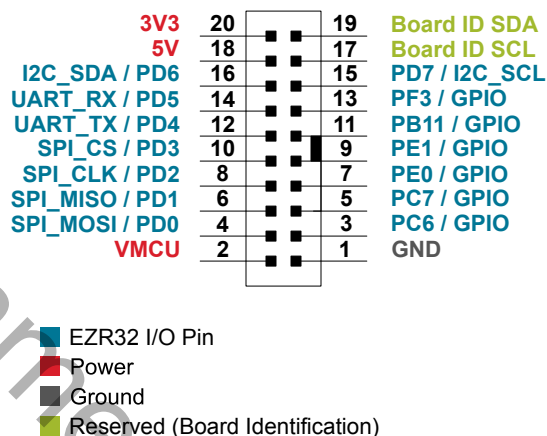 3V3 20 19 Board ID SDA
5V 18 17 Board ID SCL
I2C_SDA / PD6 16 15 PD7 / I2C_SCL
UART_RX / PD5 14 13 PF3 / GPIO
UART_TX / PD4 12 11 PB11 / GPIO
SPI_CS / PD3 10 9 PE1 / GPIO
SPI_CLK / PD2 8 7 PE0 / GPIO
SPI_MISO / PD1 6 5 PC7 / GPIO
SPI_MOSI / PD0 4 3 PC6 / GPIO
VMCU 2 1 GND
EZR32 I/O Pin
Power
Ground
Reserved (Board Identification)